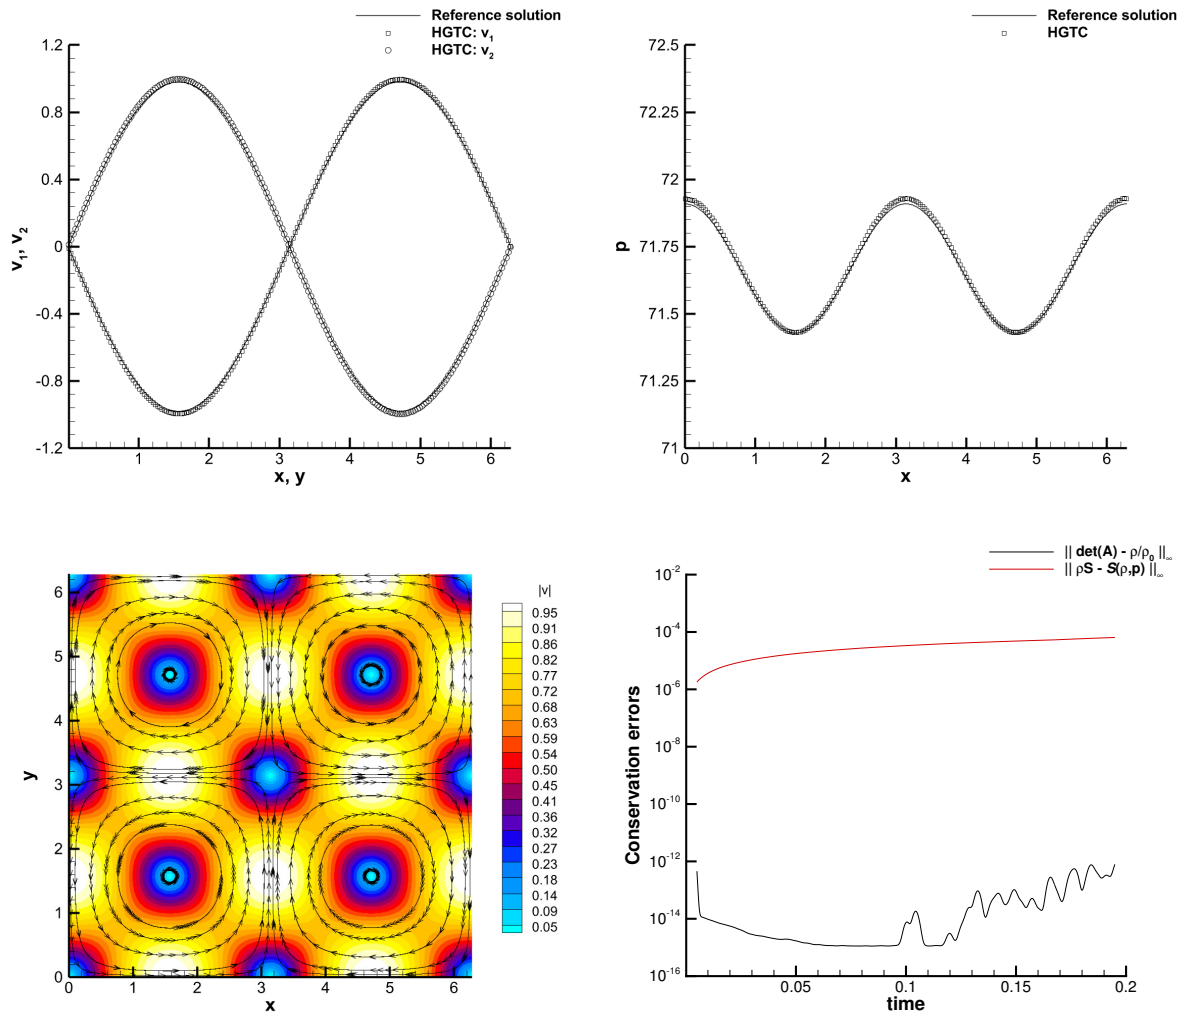 Reference solution
HGTC: v₁
HGTC: v₂
1.2
0.8
0.4
0
-0.4
-0.8
-1.2
v₁, v₂
1 2 3 4 5 6
x, y
Reference solution
HGTC
72.5
72.25
72
71.75
71.5
71.25
71
p
0 1 2 3 4 5 6
x
6
5
4
3
2
1
0
y
0 1 2 3 4 5 6
x
|v|
0.95
0.91
0.86
0.82
0.77
0.72
0.68
0.63
0.59
0.54
0.50
0.45
0.41
0.36
0.32
0.27
0.23
0.18
0.14
0.09
0.05
|| det(A) - ρ/ρ₀ ||∞
|| ρS - S(ρ,p) ||∞
10⁻²
10⁻⁴
10⁻⁶
10⁻⁸
10⁻¹⁰
10⁻¹²
10⁻¹⁴
10⁻¹⁶
Conservation errors
0.05 0.1 0.15 0.2
time